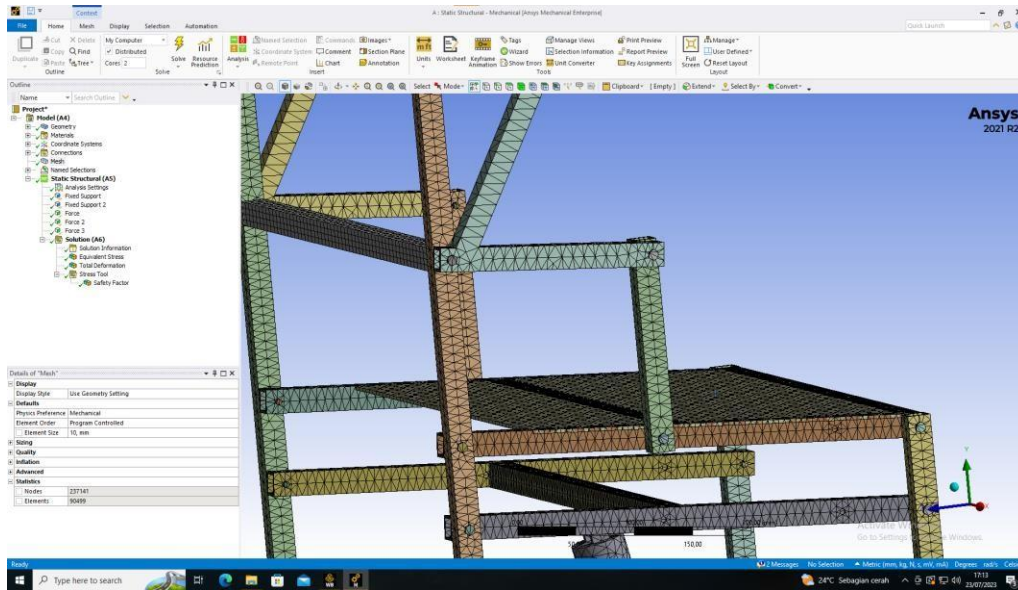 Context
A : Static Structural - Mechanical [Ansys Mechanical Enterprise]
File Home Mesh Display Selection Automation
Quick Launch
Duplicate
Cut
Copy
Paste
Delete
Find
Tree
Outline
My Computer
Distributed
Cores 2
Solve
Resource
Prediction
Solve
Analysis
Named Selection
Coordinate System
Remote Point
Commands
Comment
Chart
Images
Section Plane
Annotation
Insert
Units
Worksheet
Keyframe
Animation
Tags
Wizard
Show Errors
Manage Views
Selection Information
Unit Converter
Print Preview
Report Preview
Key Assignments
Tools
Full
Screen
Manage
User Defined
Reset Layout
Layout
Outline
Name Search Outline
Select Mode
Clipboard [Empty] Extend Select By Convert
Project*
Model (A4)
Geometry
Materials
Coordinate Systems
Connections
Mesh
Named Selections
Static Structural (A5)
Analysis Settings
Fixed Support
Fixed Support 2
Force
Force 2
Force 3
Solution (A6)
Solution Information
Equivalent Stress
Total Deformation
Stress Tool
Safety Factor
Ansys
2021 R2
Details of "Mesh"
Display
Display Style Use Geometry Setting
Defaults
Physics Preference Mechanical
Element Order Program Controlled
Element Size 10, mm
Sizing
Quality
Inflation
Advanced
Statistics
Nodes 237141
Elements 90499
Y
150,00
Activate
Go to Settings Windows.
Ready
2 Messages No Selection Metric (mm, kg, N, s, mV, mA) Degrees rad/s Celsi
Type here to search
24°C Sebagian cerah
17:13
23/07/2023